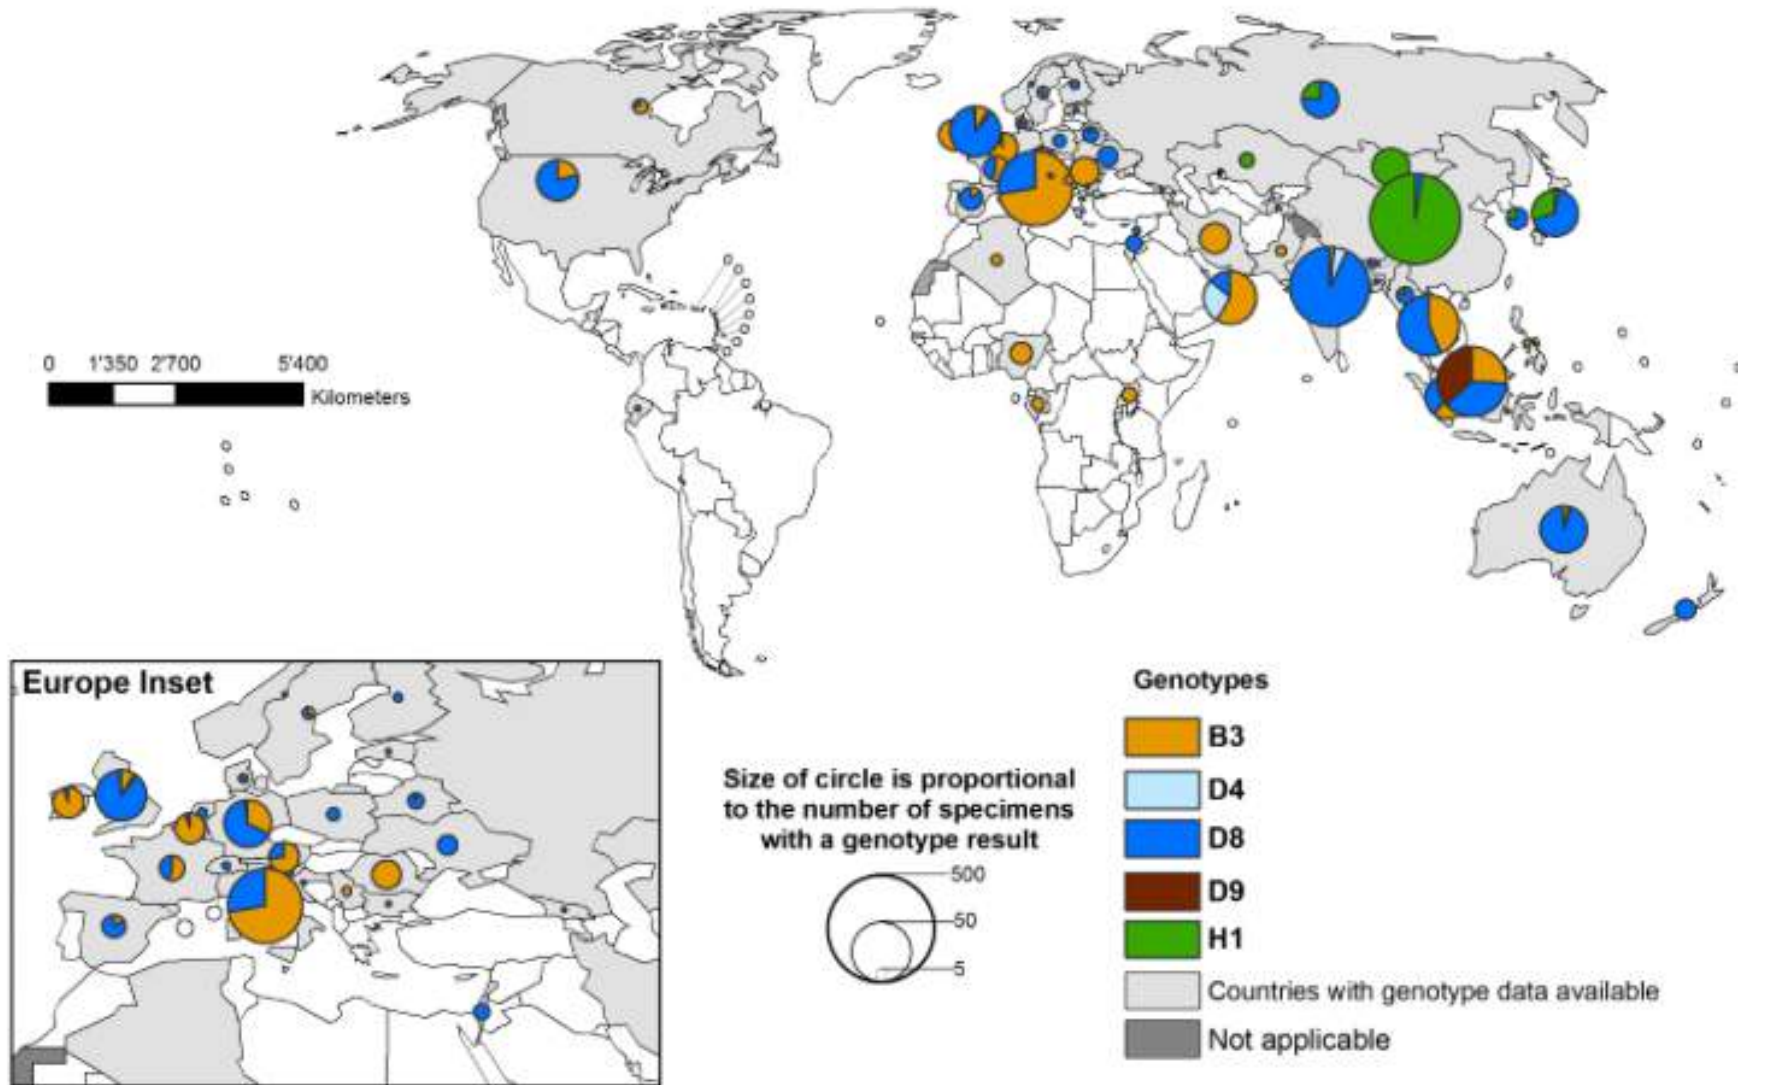 0 1'350 2'700 5'400
Kilometers
Europe Inset
Size of circle is proportional
to the number of specimens
with a genotype result
500
50
5
Genotypes
B3
D4
D8
D9
H1
Countries with genotype data available
Not applicable